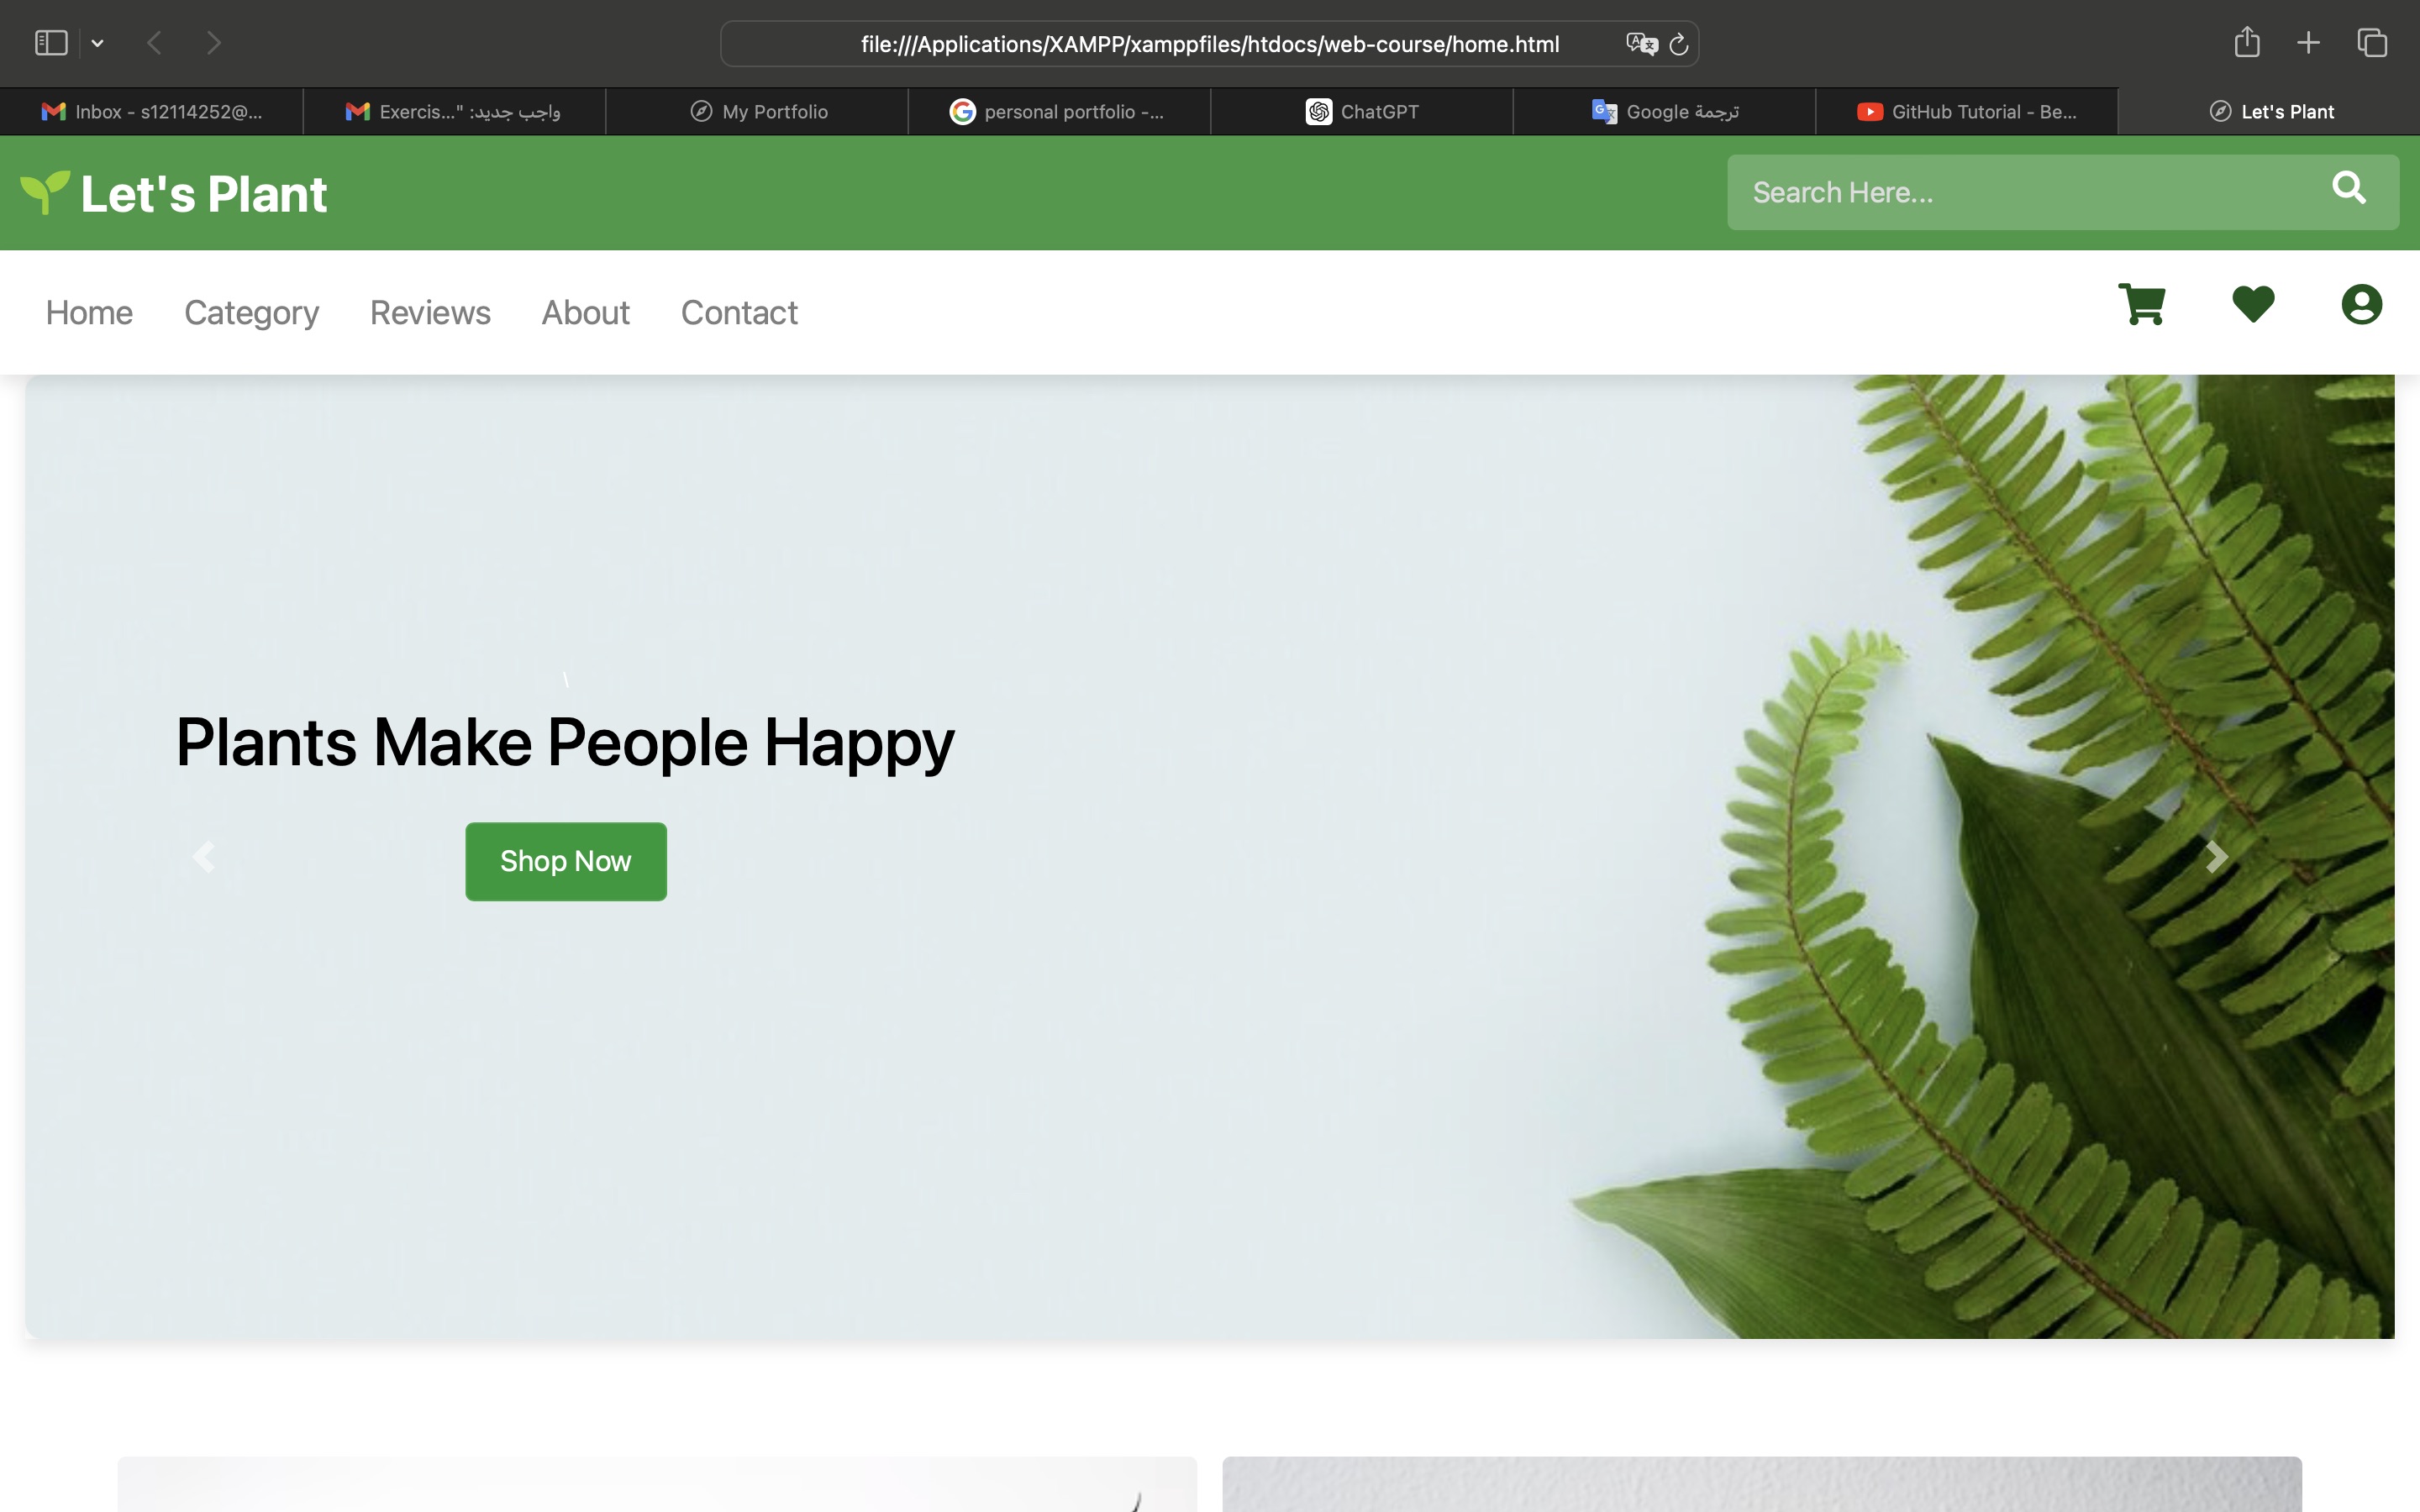 file:///Applications/XAMPP/xamppfiles/htdocs/web-course/home.html
Inbox - s12114252@...
Exercis..." :واجب جديد
My Portfolio
personal portfolio -...
ChatGPT
ترجمة Google
GitHub Tutorial - Be...
Let's Plant
Let's Plant
Search Here...
Home
Category
Reviews
About
Contact
\
Plants Make People Happy
Shop Now